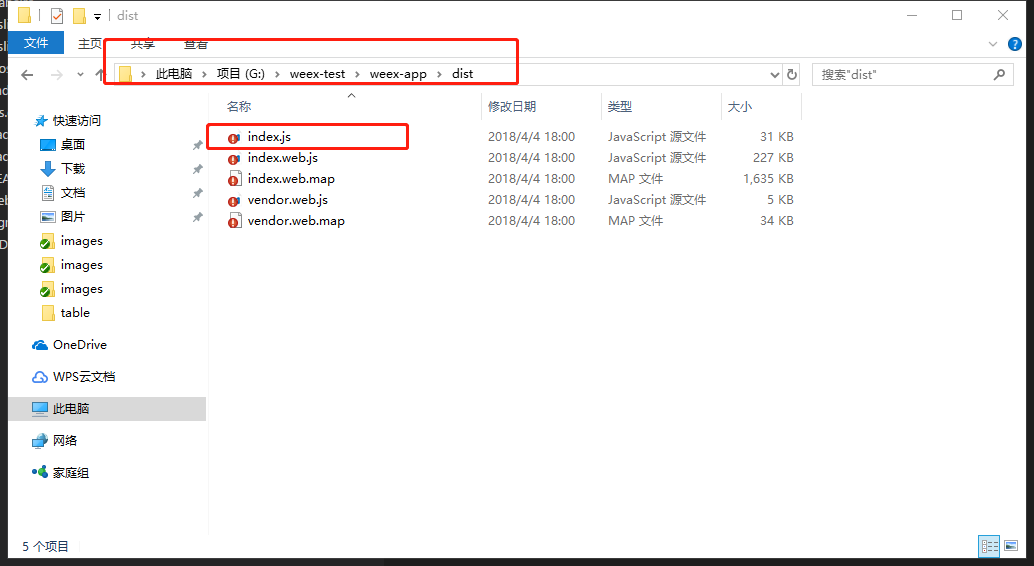 dist
文件 主页 共享 查看
此电脑 项目 (G:) weex-test weex-app dist 搜索"dist"
名称 修改日期 类型 大小
快速访问
桌面
下载
文档
图片
images
images
images
table
OneDrive
WPS云文档
此电脑
网络
家庭组
index.js 2018/4/4 18:00 JavaScript 源文件 31 KB
index.web.js 2018/4/4 18:00 JavaScript 源文件 227 KB
index.web.map 2018/4/4 18:00 MAP 文件 1,635 KB
vendor.web.js 2018/4/4 18:00 JavaScript 源文件 5 KB
vendor.web.map 2018/4/4 18:00 MAP 文件 34 KB
5 个项目